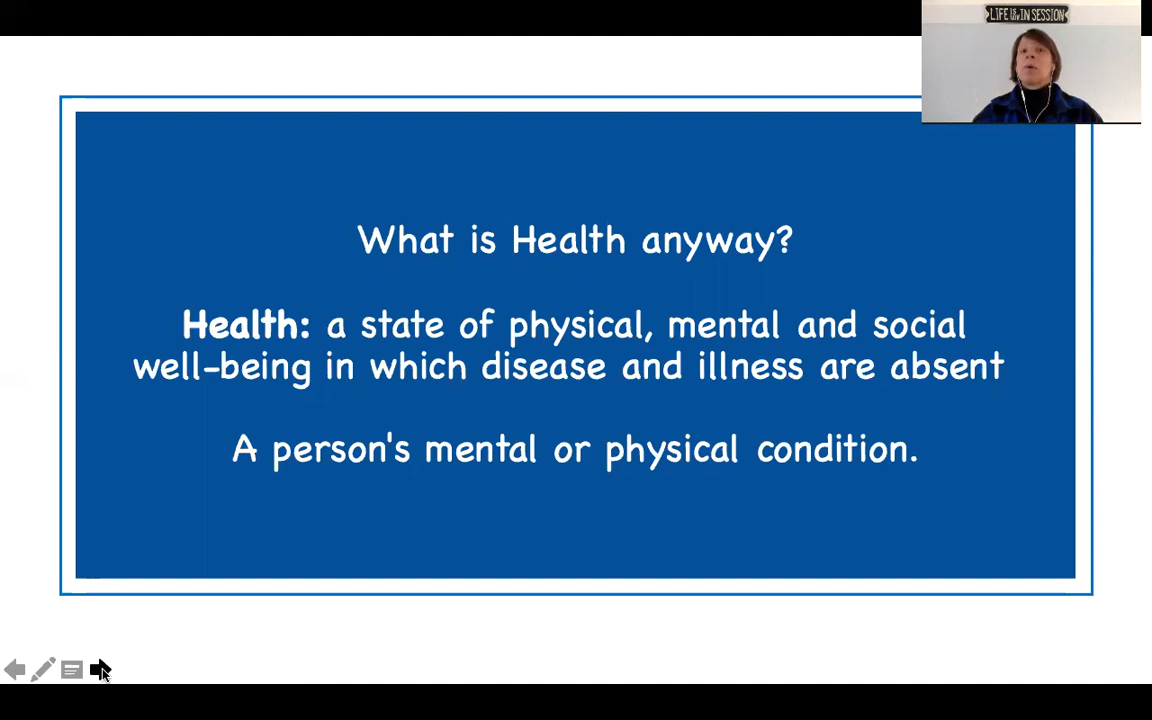 LIFE IS IN SESSION
What is Health anyway?
Health: a state of physical, mental and social
well-being in which disease and illness are absent
A person's mental or physical condition.